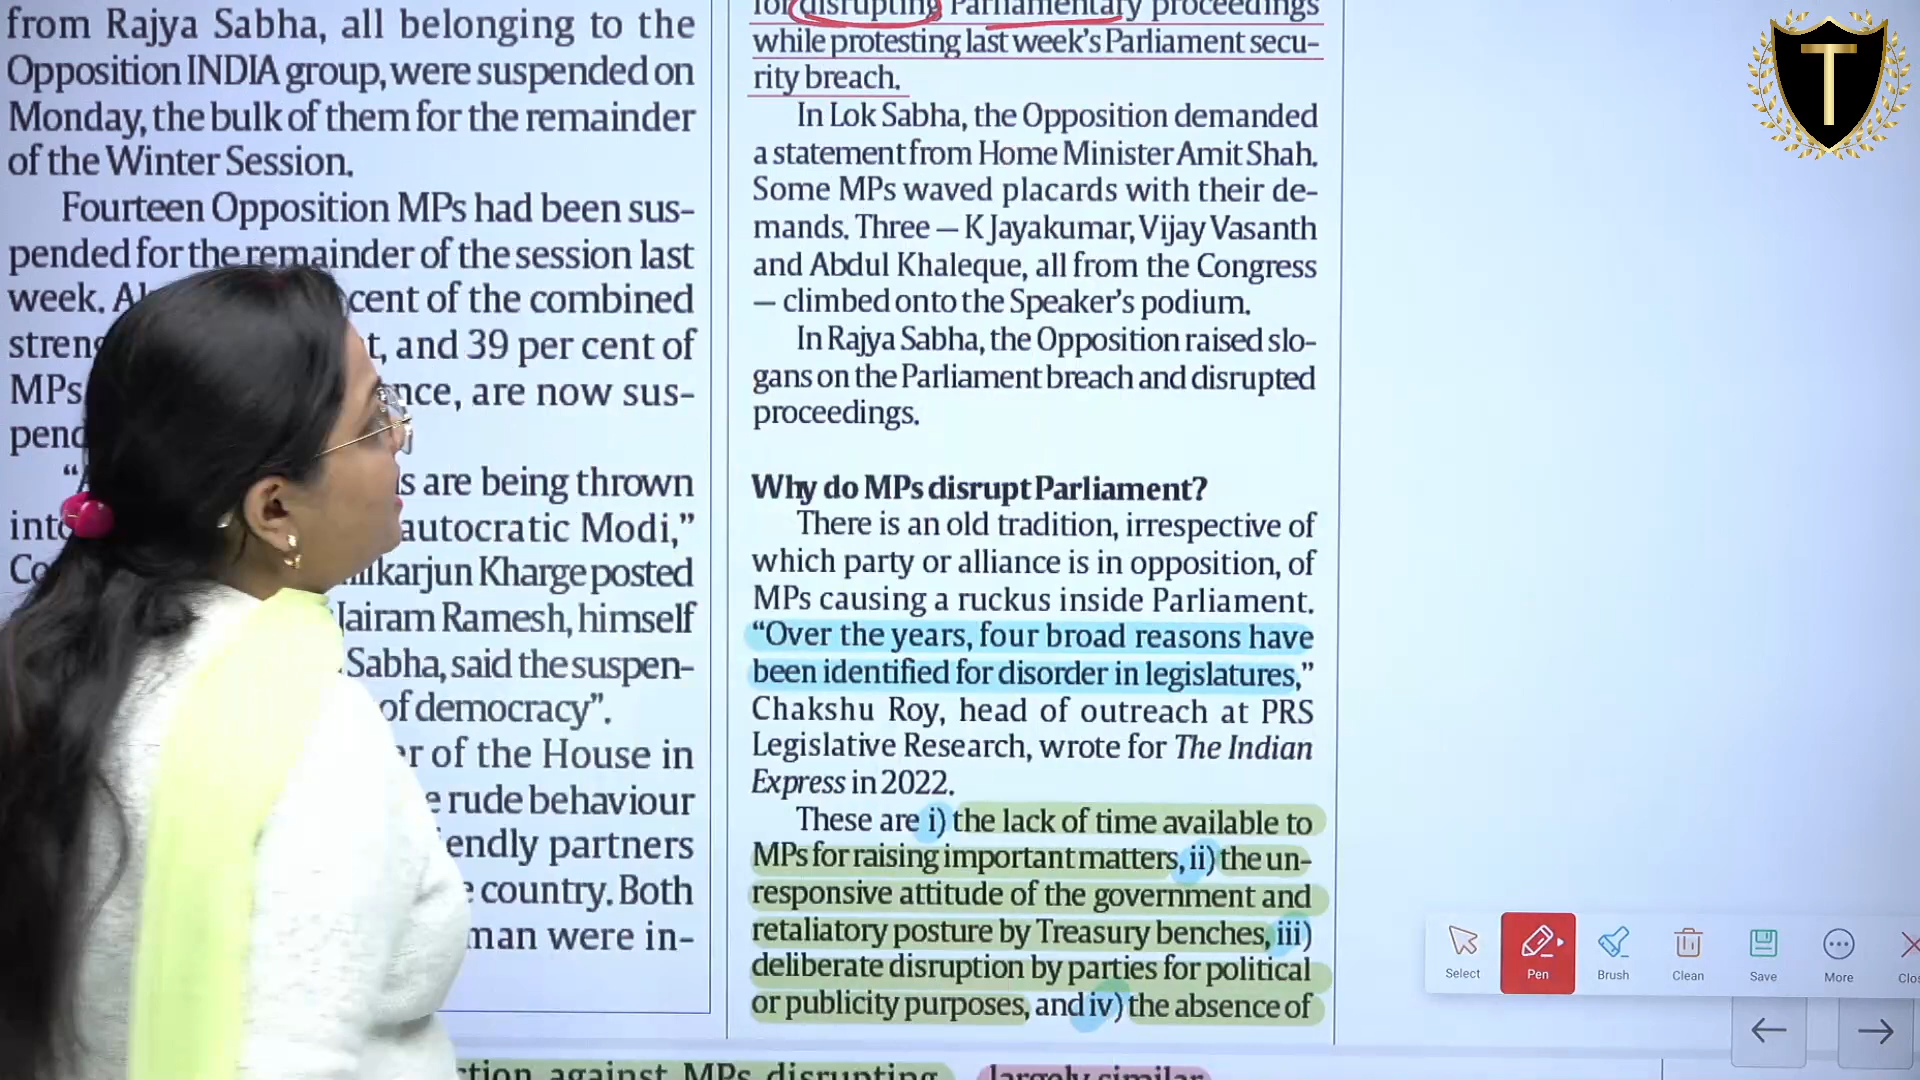 from Rajya Sabha, all belonging to the
Opposition INDIA group, were suspended on
Monday, the bulk of them for the remainder
of the Winter Session.
Fourteen Opposition MPs had been sus-
pended for the remainder of the session last
week. cent of the combined
and 39 per cent of
MPs are now sus-
is are being thrown
autocratic Modi,”
Kharge posted
Jairam Ramesh, himself
Sabha, said the suspen-
of democracy”.
of the House in
rude behaviour
partners
country. Both
were in-
for disrupting Parliamentary proceedings
while protesting last week’s Parliament secu-
rity breach.
In Lok Sabha, the Opposition demanded
a statement from Home Minister Amit Shah.
Some MPs waved placards with their de-
mands. Three — K Jayakumar, Vijay Vasanth
and Abdul Khaleque, all from the Congress
— climbed onto the Speaker’s podium.
In Rajya Sabha, the Opposition raised slo-
gans on the Parliament breach and disrupted
proceedings.
Why do MPs disrupt Parliament?
There is an old tradition, irrespective of
which party or alliance is in opposition, of
MPs causing a ruckus inside Parliament.
“Over the years, four broad reasons have
been identified for disorder in legislatures,”
Chakshu Roy, head of outreach at PRS
Legislative Research, wrote for The Indian
Express in 2022.
These are i) the lack of time available to
MPs for raising important matters, ii) the un-
responsive attitude of the government and
retaliatory posture by Treasury benches, iii)
deliberate disruption by parties for political
or publicity purposes, and iv) the absence of
against MPs disrupting largely similar
T
Select Pen Brush Clean Save More